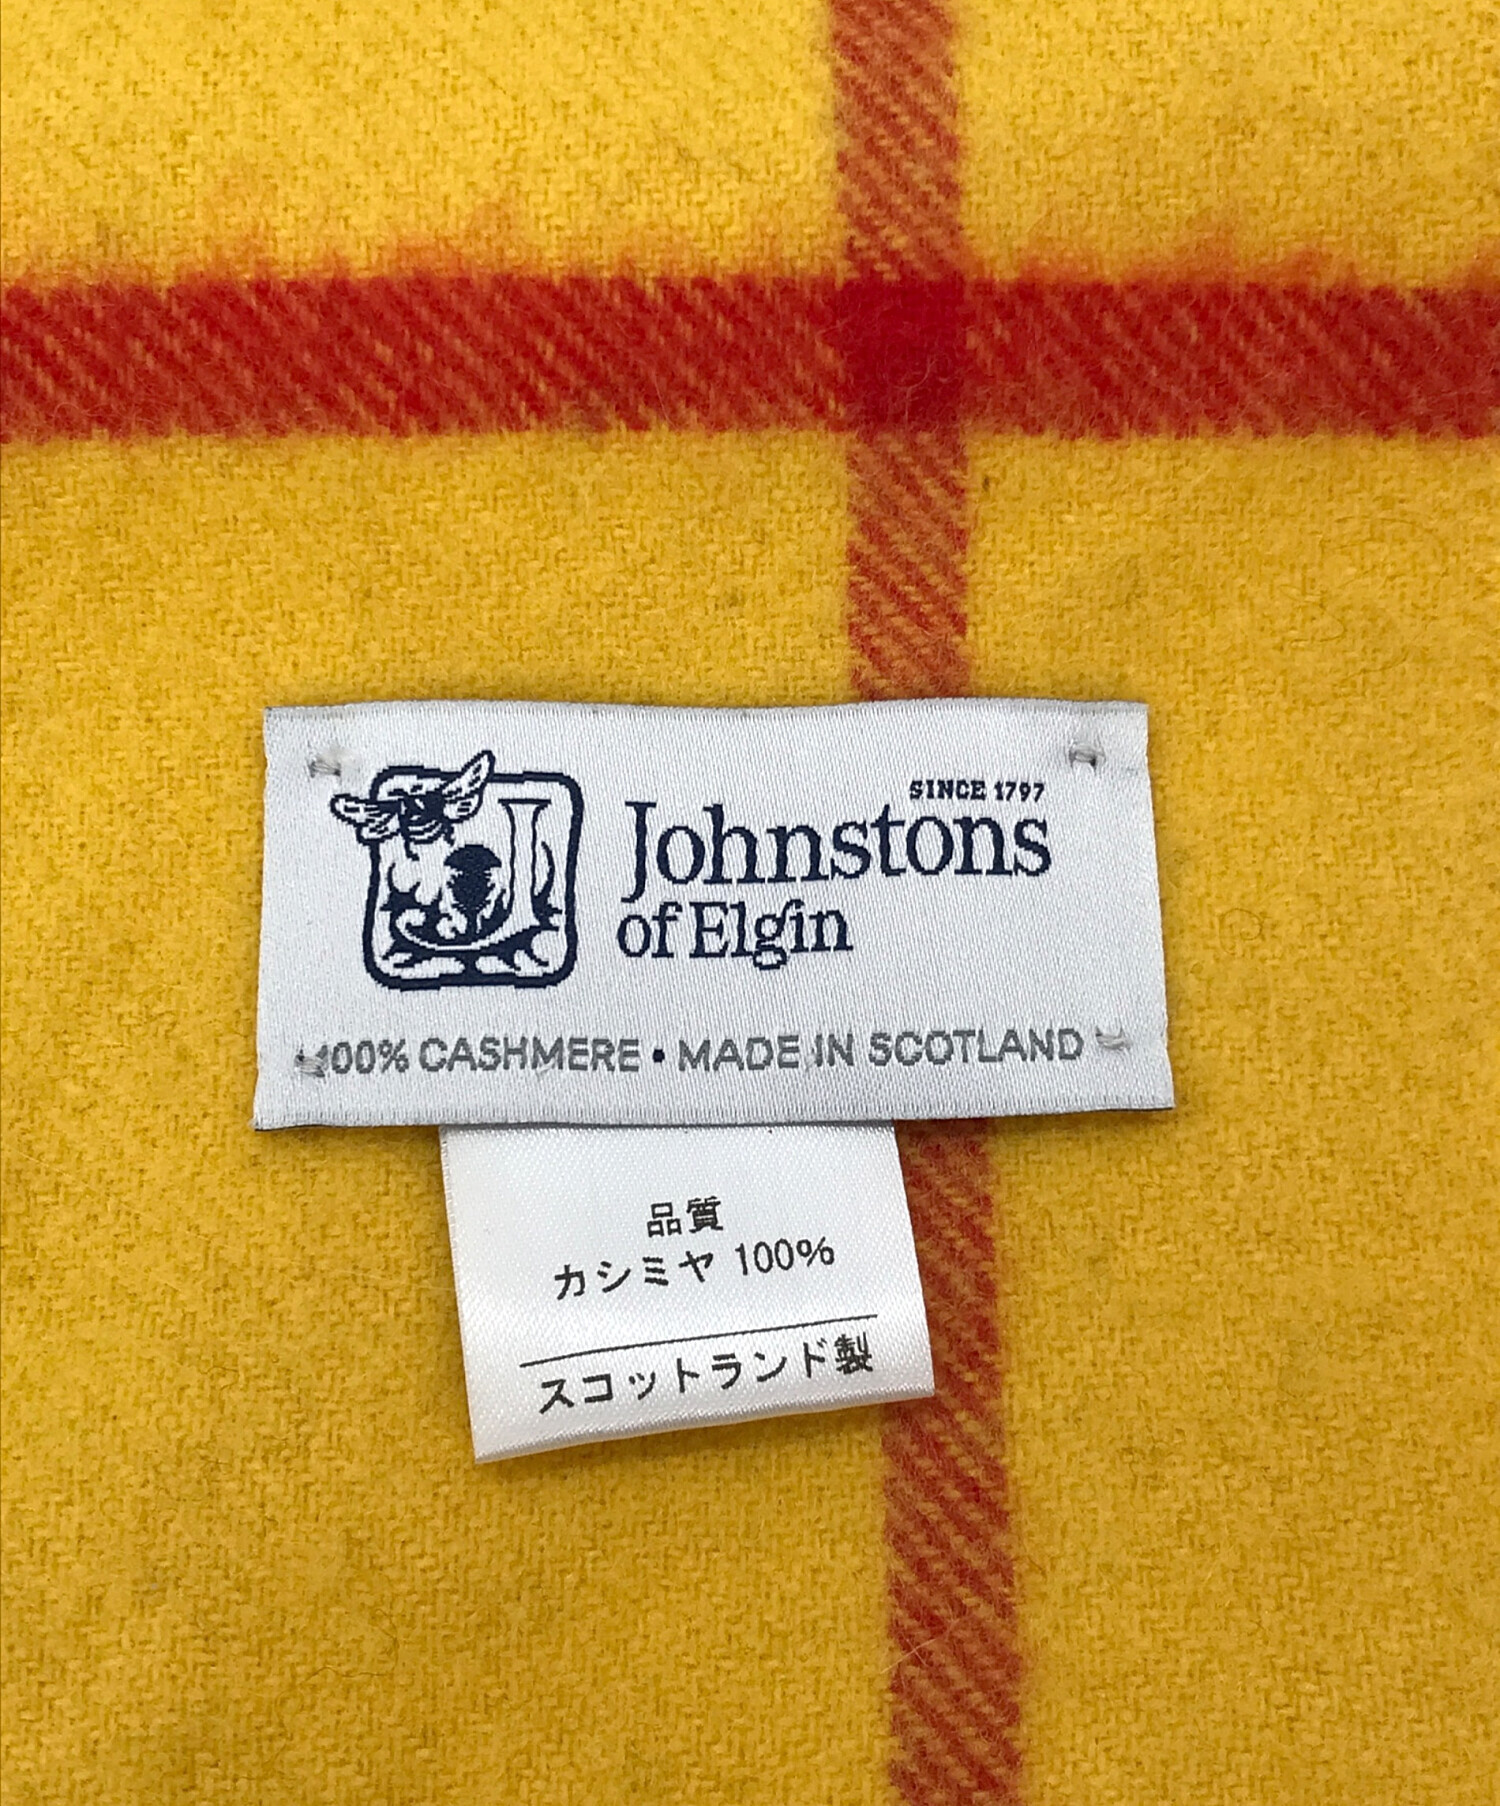 SINCE 1797
Johnstons
of Elgin
100% CASHMERE • MADE IN SCOTLAND
品質
カシミヤ 100%
スコットランド製